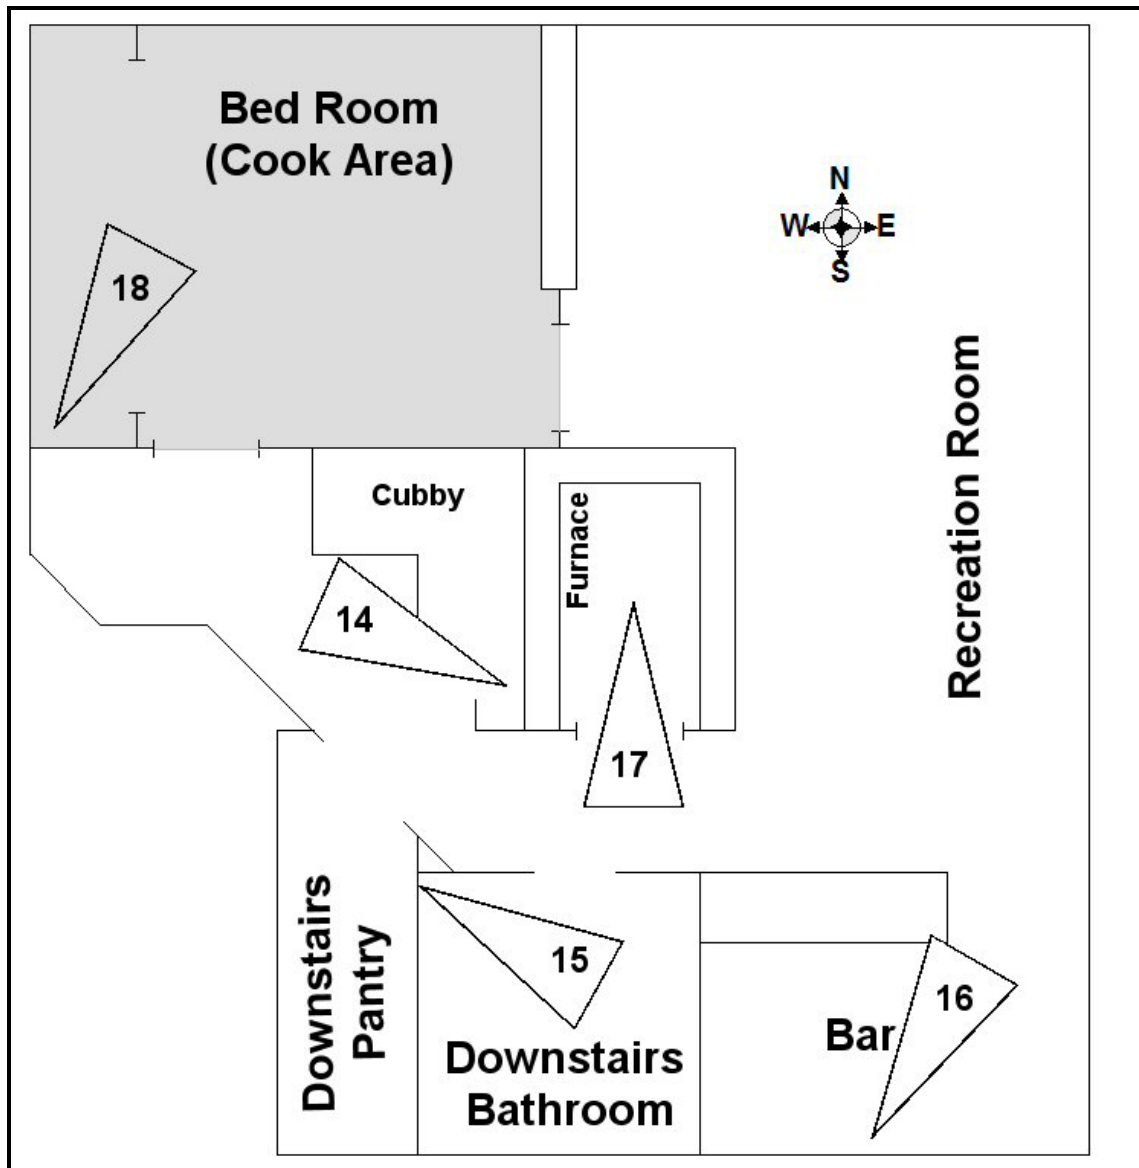 Bed Room
(Cook Area)
N
W E
S
18
Recreation Room
Cubby
Furnace
14
17
Downstairs
Pantry
15
16
Bar
Downstairs
Bathroom